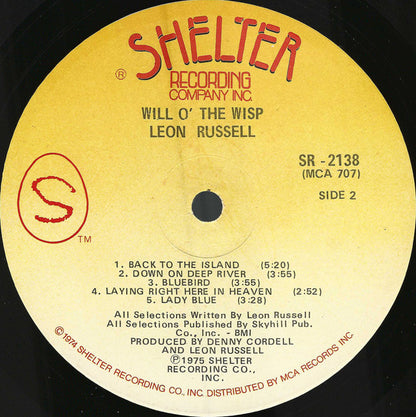 SHELTER
® RECORDING
COMPANY INC.
WILL O' THE WISP
LEON RUSSELL
SR - 2138
(MCA 707)
SIDE 2
S
TM
1. BACK TO THE ISLAND (5:20)
2. DOWN ON DEEP RIVER (3:55)
3. BLUEBIRD (3:55)
4. LAYING RIGHT HERE IN HEAVEN (2:52)
5. LADY BLUE (3:28)
All Selections Written By Leon Russell
All Selections Published By Skyhill Pub.
Co., Inc. - BMI
PRODUCED BY DENNY CORDELL
AND LEON RUSSELL
Ⓟ1975 SHELTER
RECORDING CO.,
INC.
©1974 SHELTER RECORDING CO., INC. DISTRIBUTED BY MCA RECORDS INC.